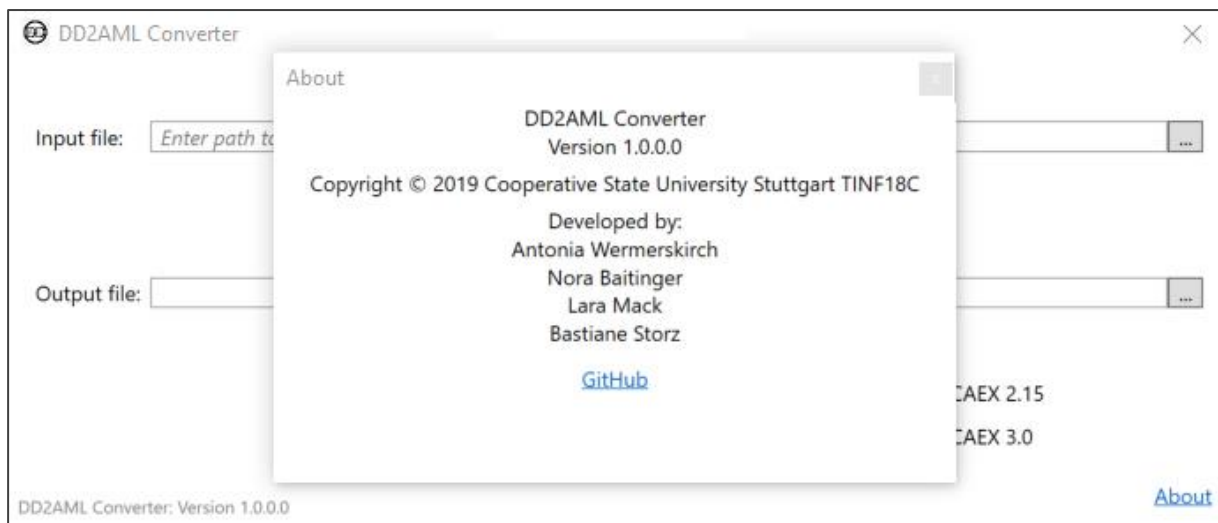 DD2AML Converter
About
DD2AML Converter
Version 1.0.0.0
Input file:
Enter path
...
Copyright © 2019 Cooperative State University Stuttgart TINF18C
Developed by:
Antonia Wermerskirch
Nora Baitinger
Output file:
...
Lara Mack
Bastiane Storz
GitHub
CAEX 2.15
CAEX 3.0
DD2AML Converter: Version 1.0.0.0
About